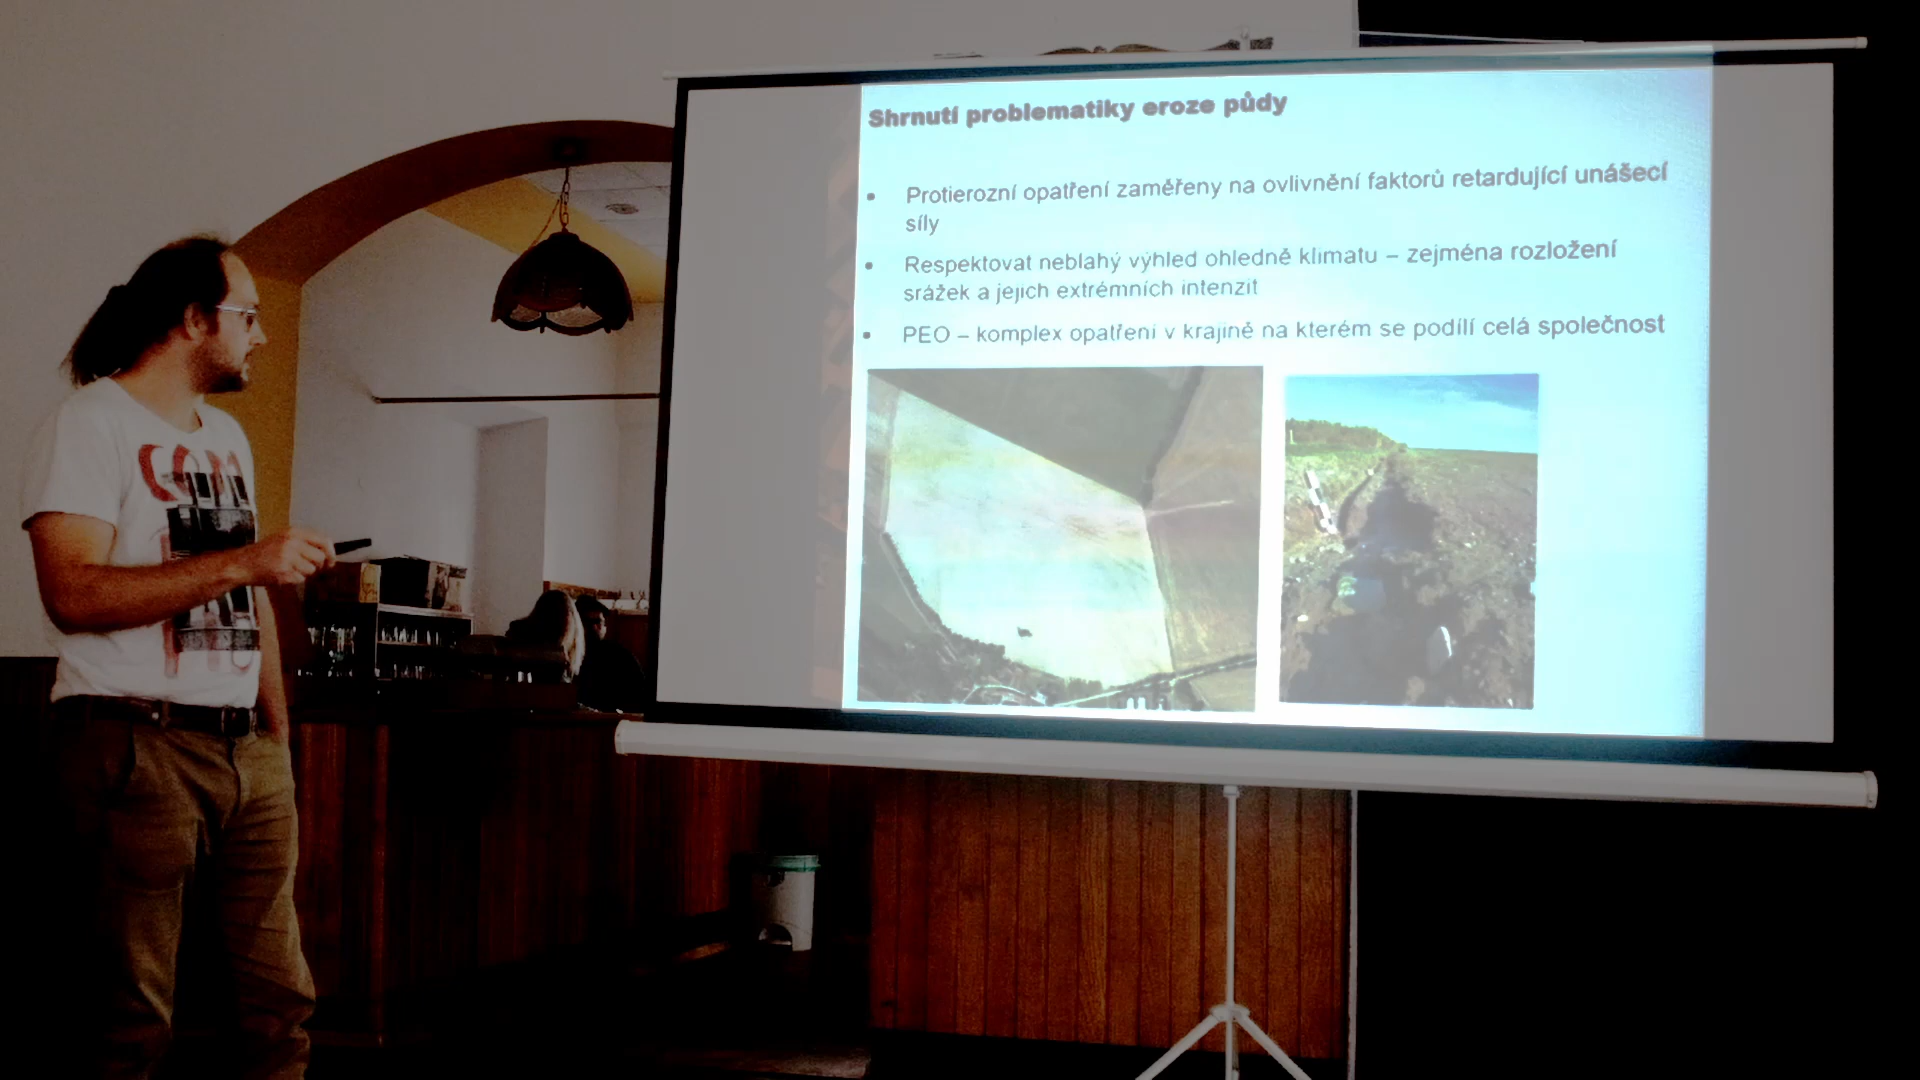 Shrnutí problematiky eroze půdy
• Protierozní opatření zaměřeny na ovlivnění faktorů retardující unášecí
síly
• Respektovat neblahý výhled ohledně klimatu – zejména rozložení
srážek a jejich extrémních intenzit
• PEO – komplex opatření v krajině na kterém se podílí celá společnost